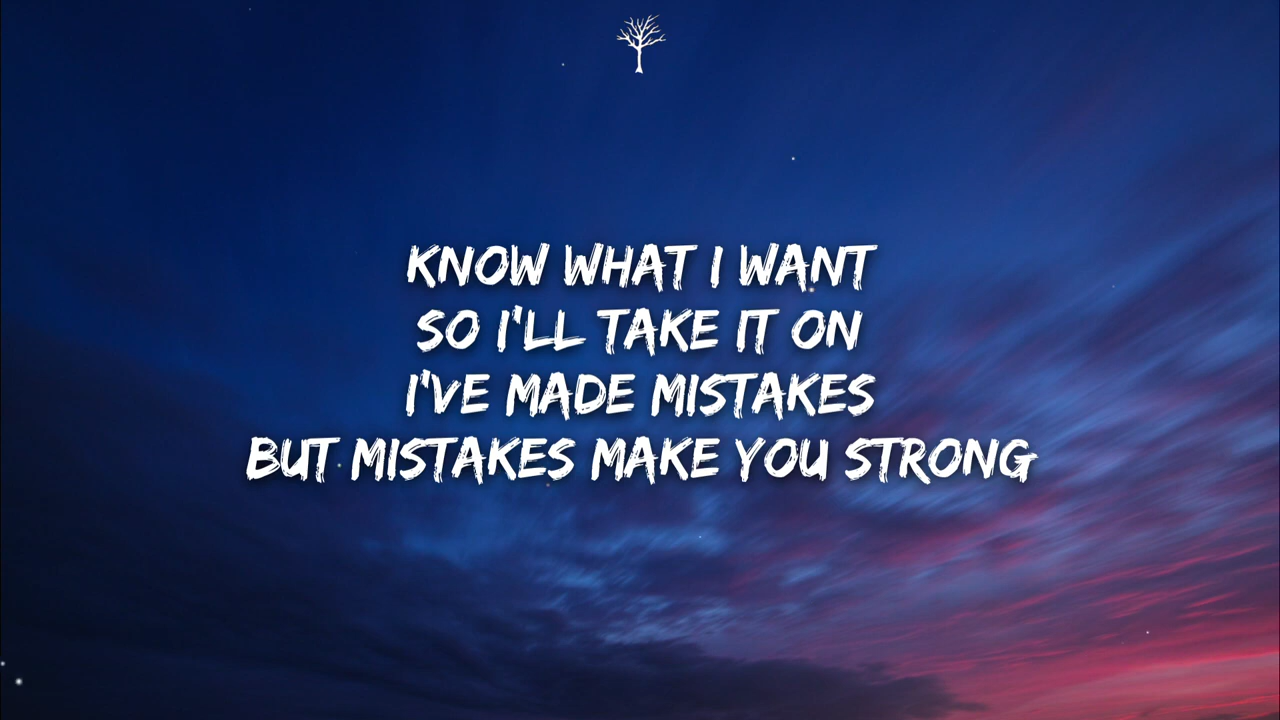 KNOW WHAT I WANT
SO I'LL TAKE IT ON
I'VE MADE MISTAKES
BUT MISTAKES MAKE YOU STRONG